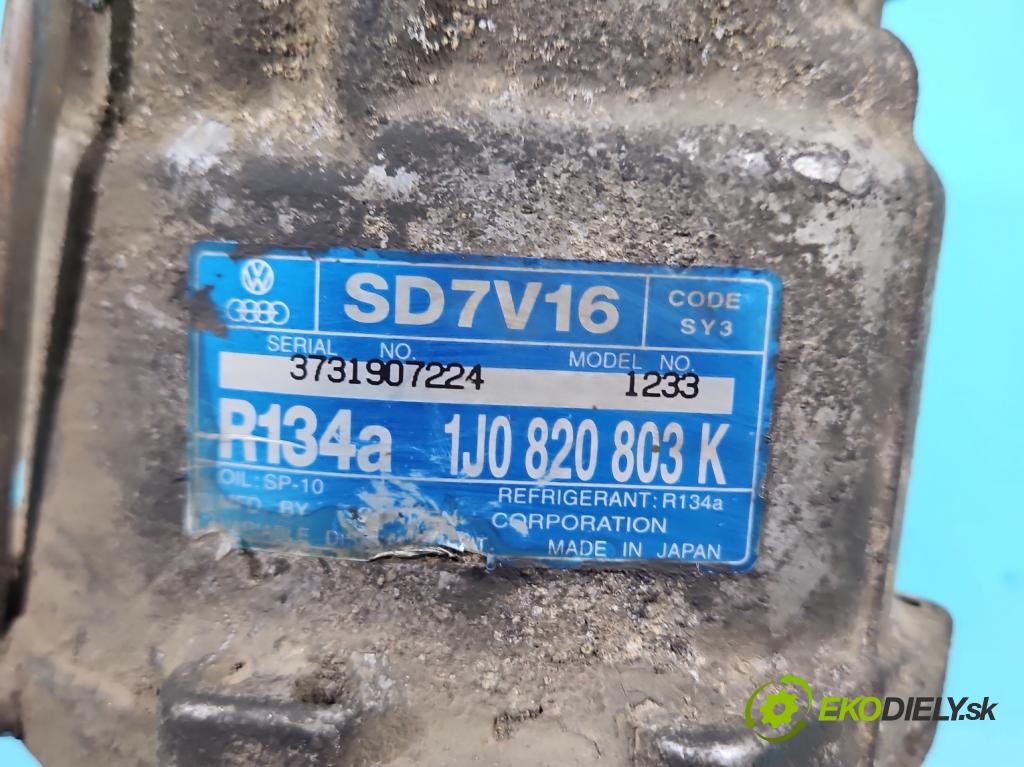 SD7V16
CODE
SY3
SERIAL NO. MODEL NO.
3731907224 1233
R134a 1J0 820 803 K
OIL: SP-10 REFRIGERANT: R134a
BY CORPORATION
MADE IN JAPAN
EKODIELY.sk